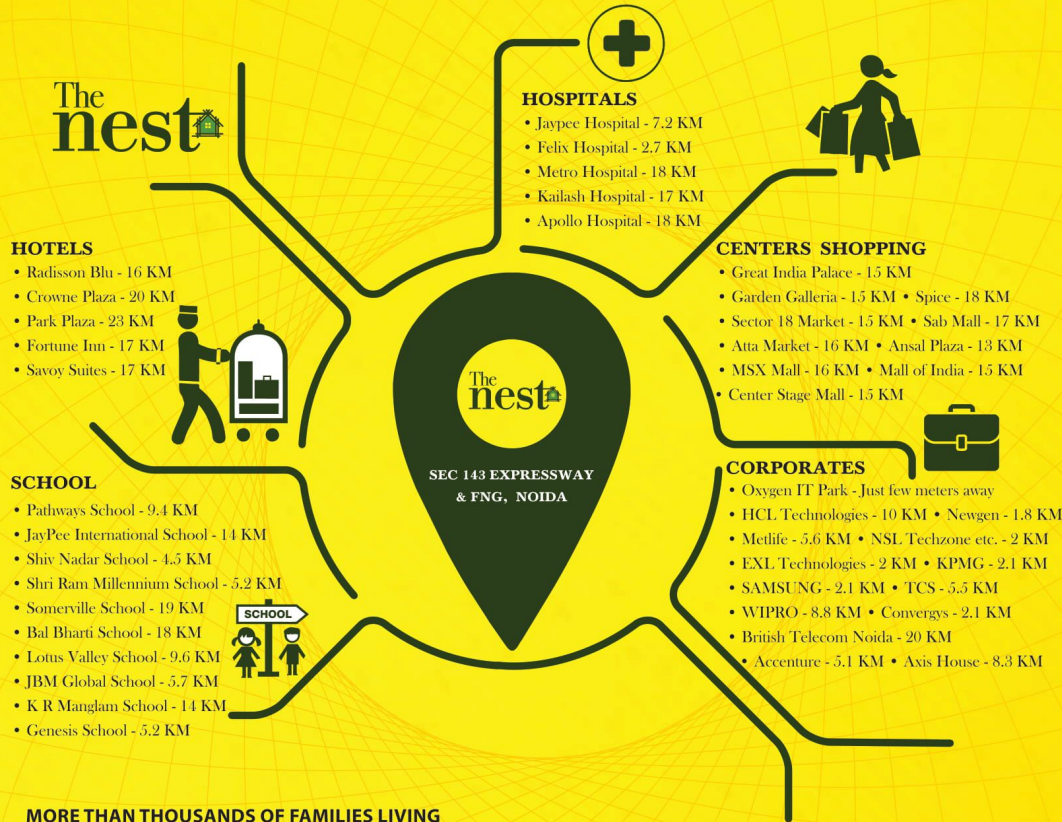 The
nest
HOSPITALS
• Jaypee Hospital - 7.2 KM
• Felix Hospital - 2.7 KM
• Metro Hospital - 18 KM
• Kailash Hospital - 17 KM
• Apollo Hospital - 18 KM
HOTELS
• Radisson Blu - 16 KM
• Crowne Plaza - 20 KM
• Park Plaza - 23 KM
• Fortune Inn - 17 KM
• Savoy Suites - 17 KM
CENTERS SHOPPING
• Great India Palace - 15 KM
• Garden Galleria - 15 KM • Spice - 18 KM
• Sector 18 Market - 15 KM • Sab Mall - 17 KM
• Atta Market - 16 KM • Ansal Plaza - 13 KM
• MSX Mall - 16 KM • Mall of India - 15 KM
• Center Stage Mall - 15 KM
The
nest
SEC 143 EXPRESSWAY
& FNG, NOIDA
SCHOOL
• Pathways School - 9.4 KM
• JayPee International School - 14 KM
• Shiv Nadar School - 4.5 KM
• Shri Ram Millennium School - 5.2 KM
• Somerville School - 19 KM
• Bal Bharti School - 18 KM
• Lotus Valley School - 9.6 KM
• JBM Global School - 5.7 KM
• K R Manglam School - 14 KM
• Genesis School - 5.2 KM
SCHOOL
CORPORATES
• Oxygen IT Park - Just few meters away
• HCL Technologies - 10 KM • Newgen - 1.8 KM
• Metlife - 5.6 KM • NSL Techzone etc. - 2 KM
• EXL Technologies - 2 KM • KPMG - 2.1 KM
• SAMSUNG - 2.1 KM • TCS - 5.5 KM
• WIPRO - 8.8 KM • Convergys - 2.1 KM
• British Telecom Noida - 20 KM
• Accenture - 5.1 KM • Axis House - 8.3 KM
MORE THAN THOUSANDS OF FAMILIES LIVING